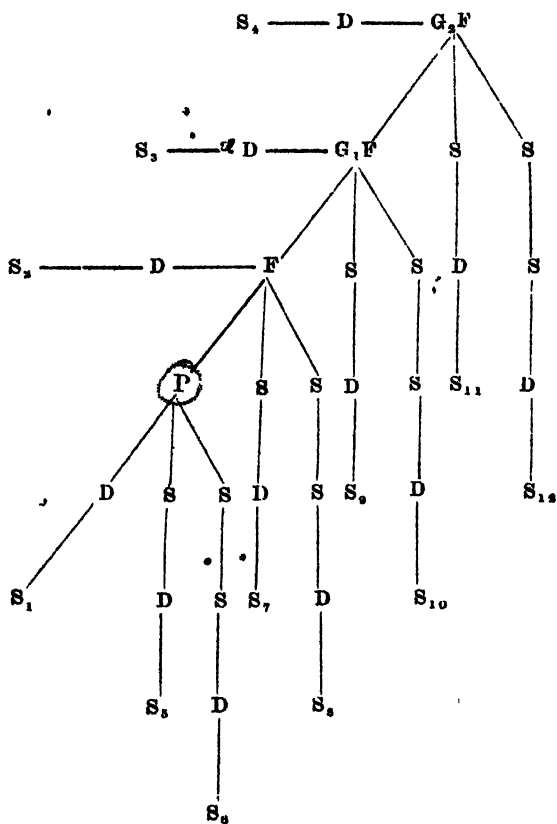 S₄ D G₂F
S₃ D G₁F S S
S₂ D F S S D S
P S S D S S₁₁ D
D S S D S S₉ D S₁₂
S₁ D S S₇ D S₁₀
S₅ D S₈
S₆